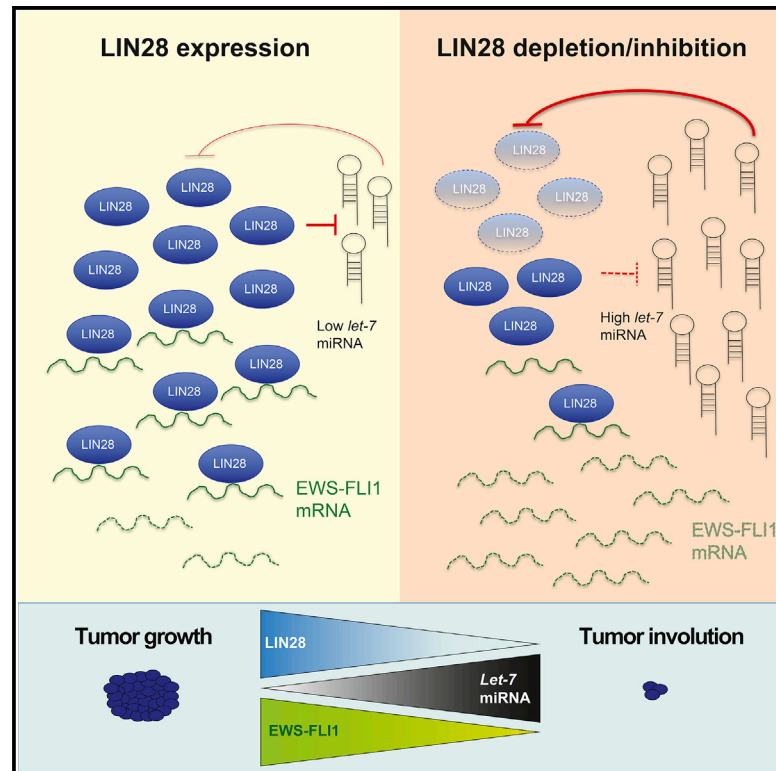 LIN28 expression
LIN28
LIN28
LIN28
LIN28
LIN28
LIN28
LIN28
LIN28
LIN28
LIN28
LIN28
LIN28
Low let-7
miRNA
EWS-FLI1
mRNA
LIN28 depletion/inhibition
LIN28
LIN28
LIN28
LIN28
LIN28
LIN28
LIN28
LIN28
High let-7
miRNA
EWS-FLI1
mRNA
Tumor growth
LIN28
Let-7
miRNA
EWS-FLI1
Tumor involution